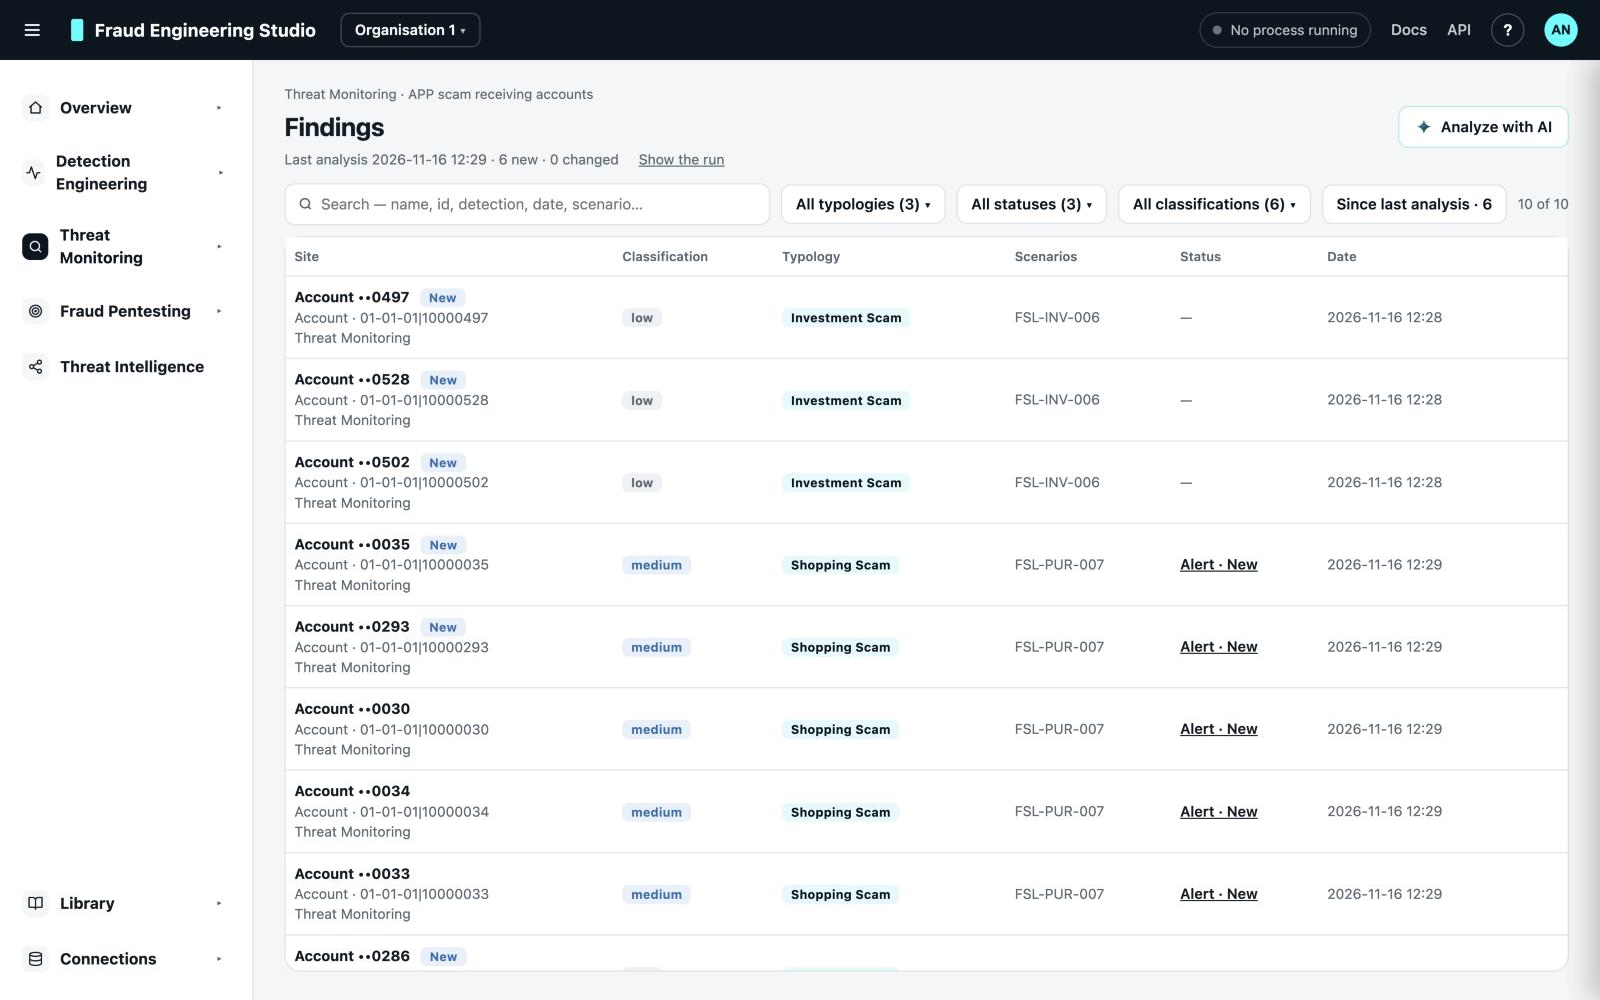 Fraud Engineering Studio
Organisation 1 ▾
No process running
Docs
API
?
AN
Overview
Detection
Engineering
Threat
Monitoring
Fraud Pentesting
Threat Intelligence
Library
Connections
Threat Monitoring · APP scam receiving accounts
Findings
Last analysis 2026-11-16 12:29 · 6 new · 0 changed Show the run
Analyze with AI
Search — name, id, detection, date, scenario...
All typologies (3) ▾
All statuses (3) ▾
All classifications (6) ▾
Since last analysis · 6
10 of 10
Site Classification Typology Scenarios Status Date
Account ••0497 New
Account · 01-01-01|10000497 low Investment Scam FSL-INV-006 — 2026-11-16 12:28
Threat Monitoring
Account ••0528 New
Account · 01-01-01|10000528 low Investment Scam FSL-INV-006 — 2026-11-16 12:28
Threat Monitoring
Account ••0502 New
Account · 01-01-01|10000502 low Investment Scam FSL-INV-006 — 2026-11-16 12:28
Threat Monitoring
Account ••0035 New
Account · 01-01-01|10000035 medium Shopping Scam FSL-PUR-007 Alert · New 2026-11-16 12:29
Threat Monitoring
Account ••0293 New
Account · 01-01-01|10000293 medium Shopping Scam FSL-PUR-007 Alert · New 2026-11-16 12:29
Threat Monitoring
Account ••0030
Account · 01-01-01|10000030 medium Shopping Scam FSL-PUR-007 Alert · New 2026-11-16 12:29
Threat Monitoring
Account ••0034
Account · 01-01-01|10000034 medium Shopping Scam FSL-PUR-007 Alert · New 2026-11-16 12:29
Threat Monitoring
Account ••0033
Account · 01-01-01|10000033 medium Shopping Scam FSL-PUR-007 Alert · New 2026-11-16 12:29
Threat Monitoring
Account ••0286 New